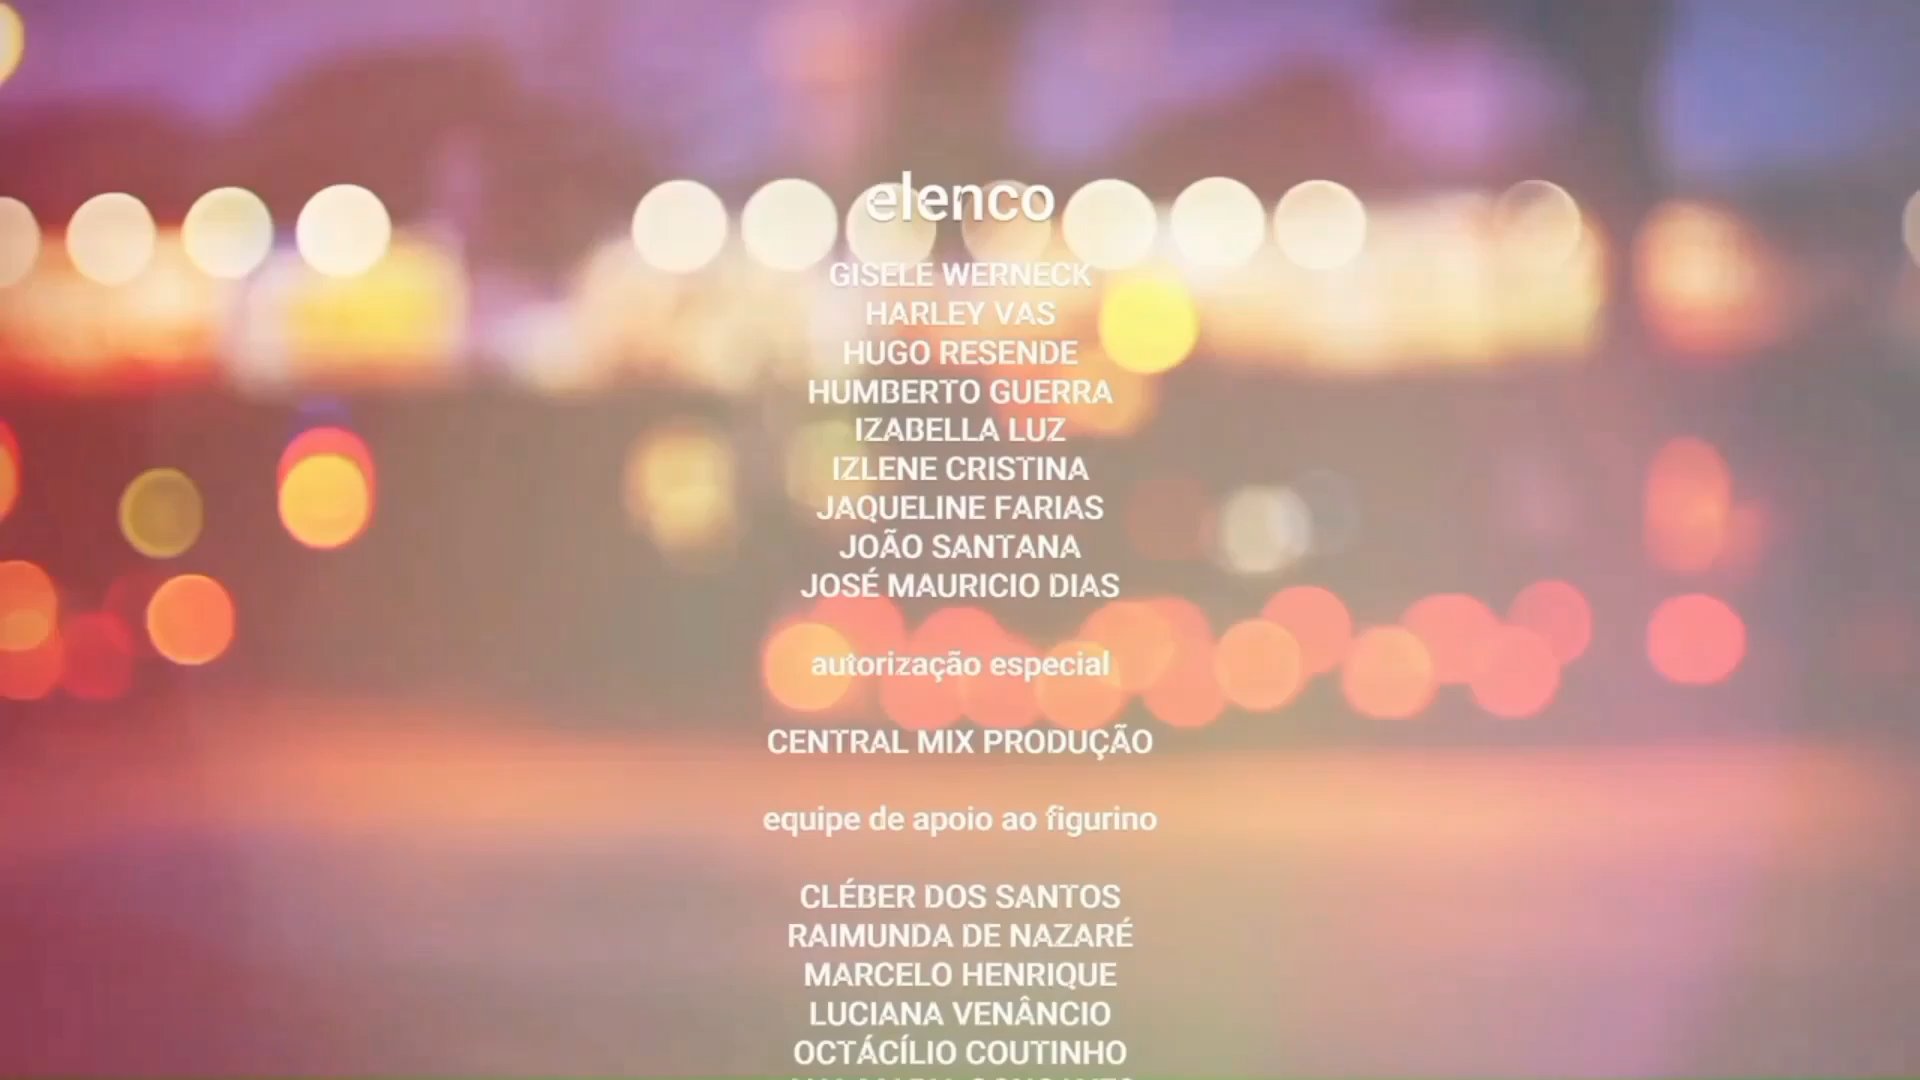 elenco
GISELE WERNECK
HARLEY VAS
HUGO RESENDE
HUMBERTO GUERRA
IZABELLA LUZ
IZLENE CRISTINA
JAQUELINE FARIAS
JOÃO SANTANA
JOSÉ MAURICIO DIAS
autorização especial
CENTRAL MIX PRODUÇÃO
equipe de apoio ao figurino
CLÉBER DOS SANTOS
RAIMUNDA DE NAZARÉ
MARCELO HENRIQUE
LUCIANA VENÂNCIO
OCTÁCÍLIO COUTINHO